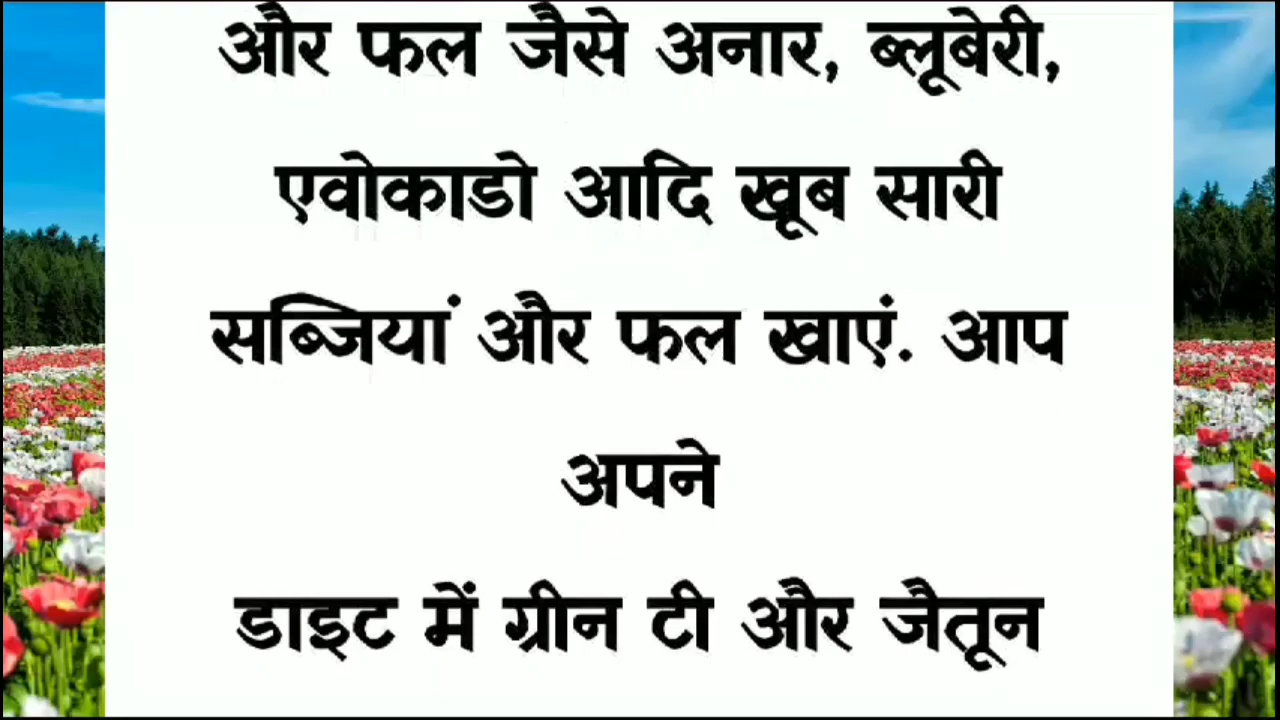 और फल जैसे अनार, ब्लूबेरी,
एवोकाडो आदि खूब सारी
सब्जियां और फल खाएं. आप
अपने
डाइट में ग्रीन टी और जैतून